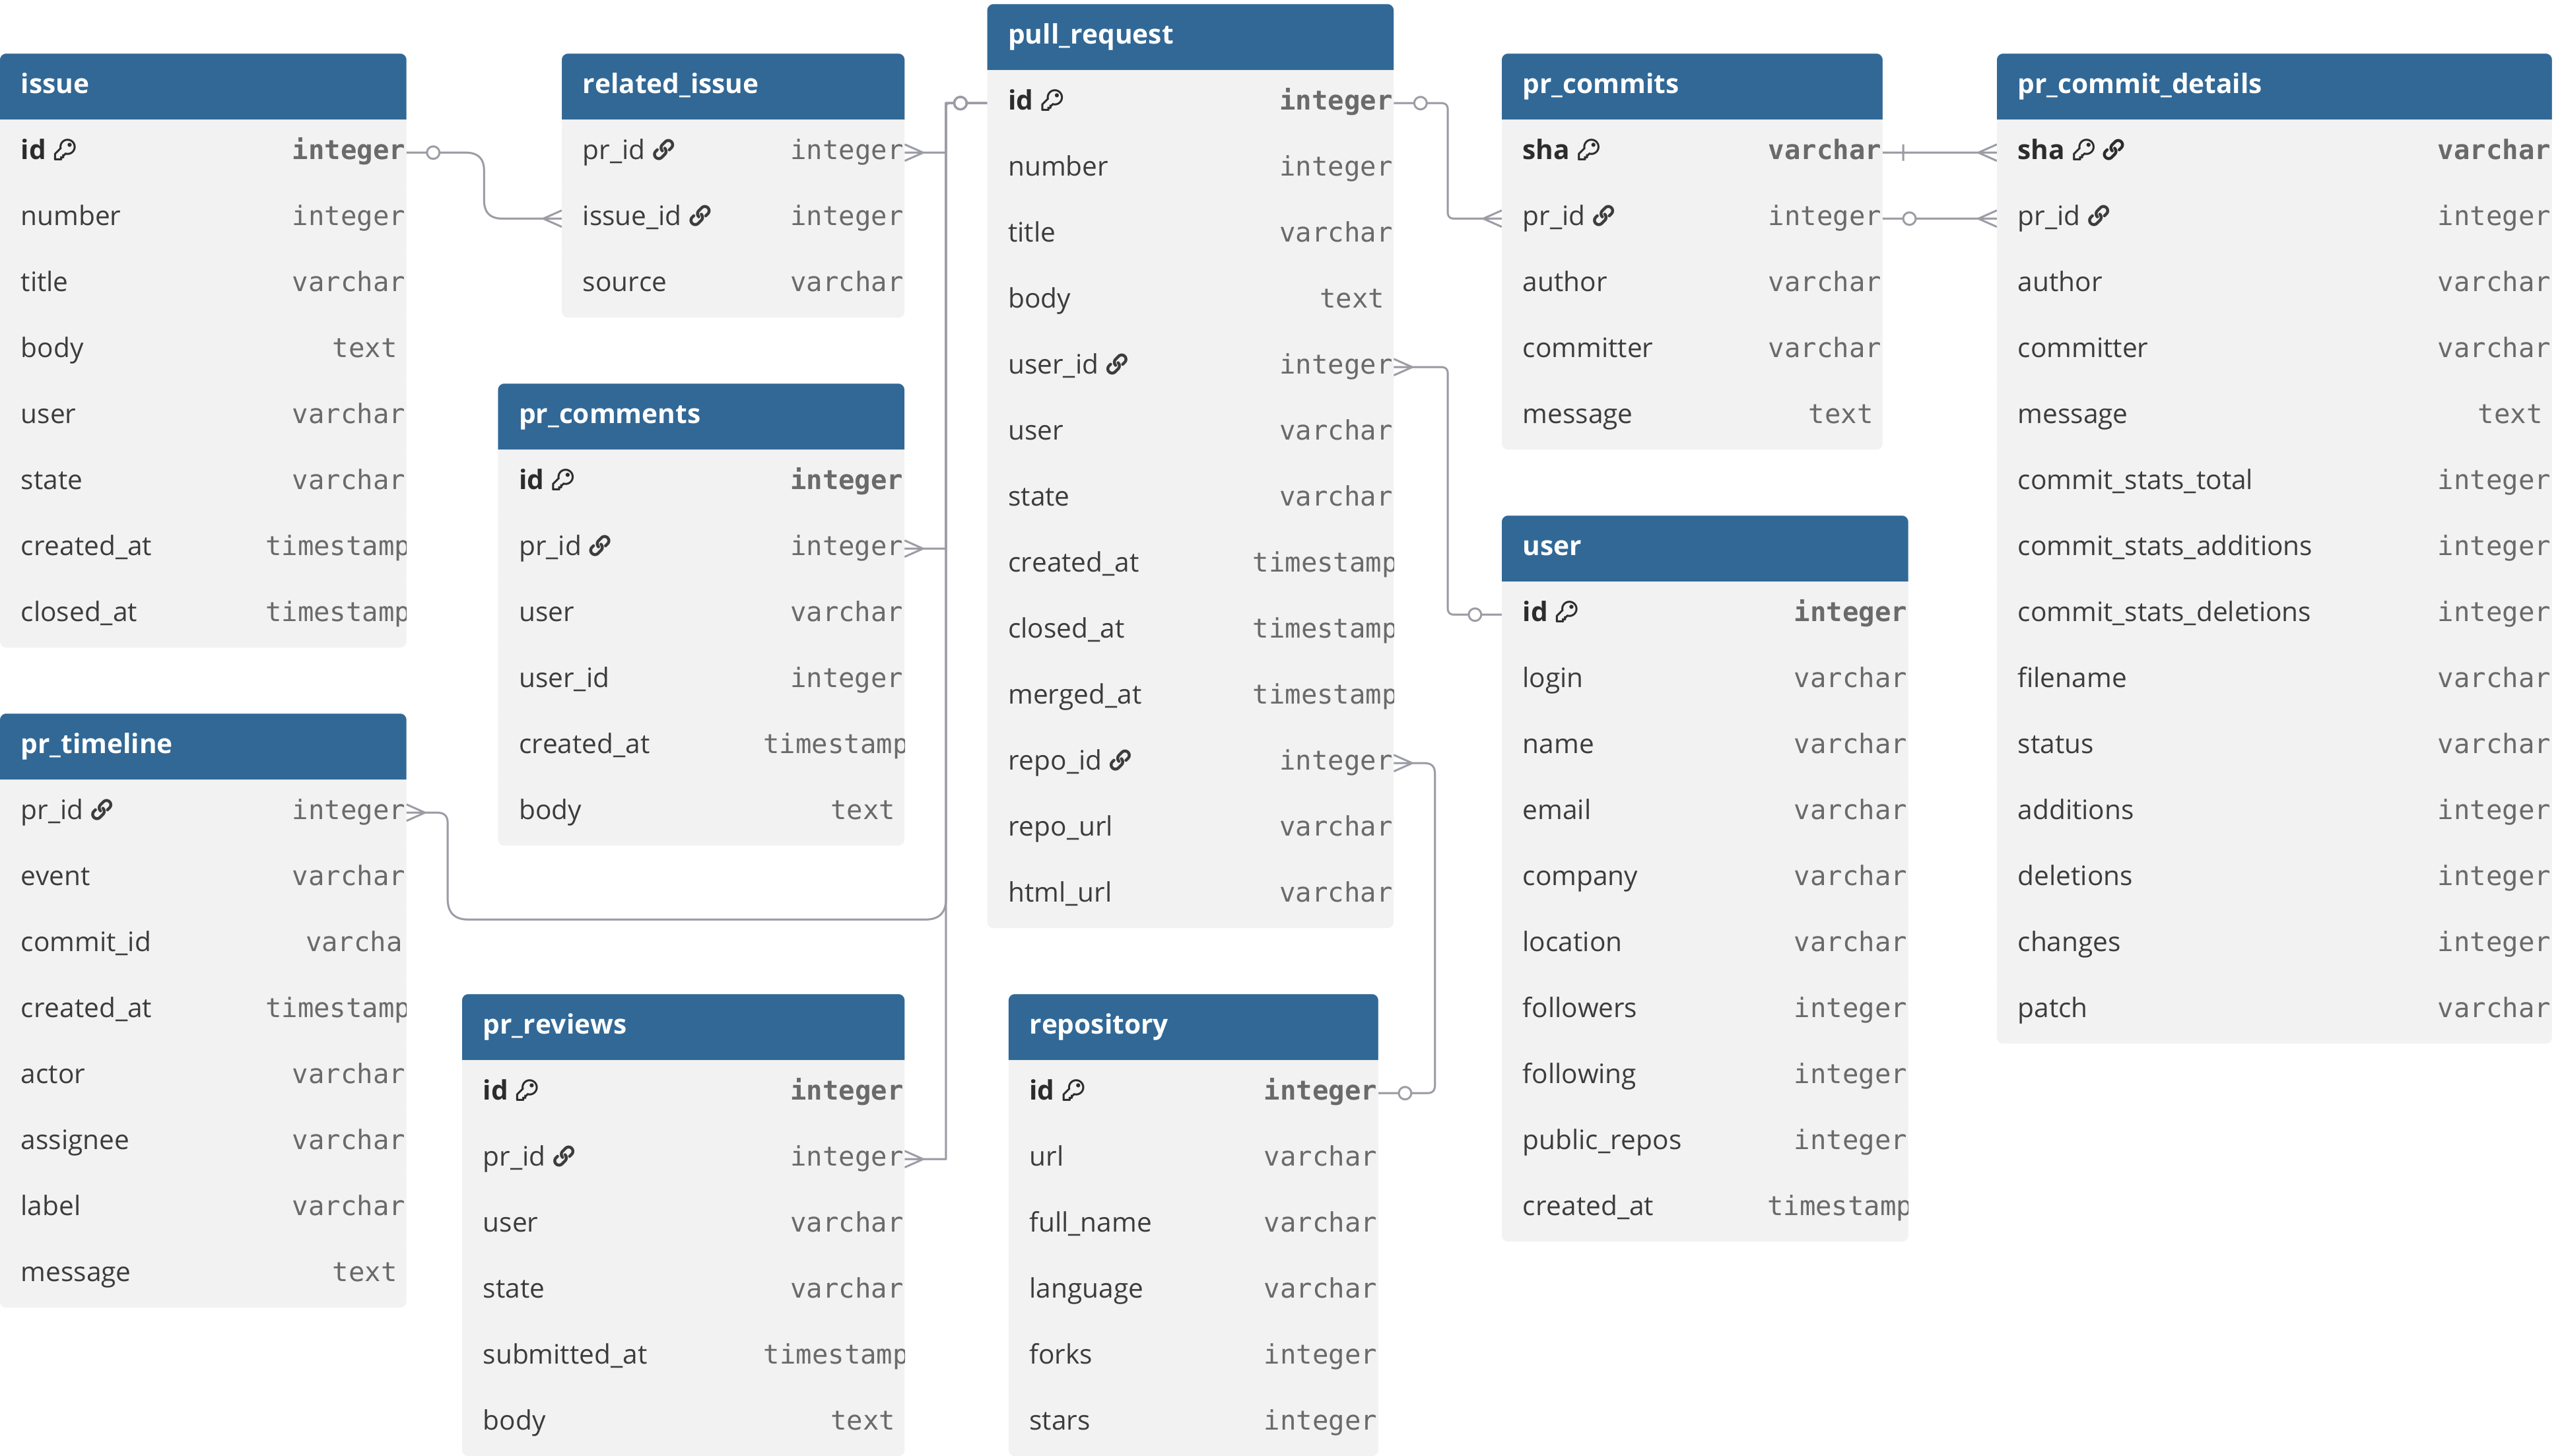 issue
id integer
number integer
title varchar
body text
user varchar
state varchar
created_at timestamp
closed_at timestamp
related_issue
pr_id integer
issue_id integer
source varchar
pr_comments
id integer
pr_id integer
user varchar
user_id integer
created_at timestamp
body text
pr_timeline
pr_id integer
event varchar
commit_id varcha
created_at timestamp
actor varchar
assignee varchar
label varchar
message text
pr_reviews
id integer
pr_id integer
user varchar
state varchar
submitted_at timestamp
body text
pull_request
id integer
number integer
title varchar
body text
user_id integer
user varchar
state varchar
created_at timestamp
closed_at timestamp
merged_at timestamp
repo_id integer
repo_url varchar
html_url varchar
repository
id integer
url varchar
full_name varchar
language varchar
forks integer
stars integer
pr_commits
sha varchar
pr_id integer
author varchar
committer varchar
message text
user
id integer
login varchar
name varchar
email varchar
company varchar
location varchar
followers integer
following integer
public_repos integer
created_at timestamp
pr_commit_details
sha varchar
pr_id integer
author varchar
committer varchar
message text
commit_stats_total integer
commit_stats_additions integer
commit_stats_deletions integer
filename varchar
status varchar
additions integer
deletions integer
changes integer
patch varchar